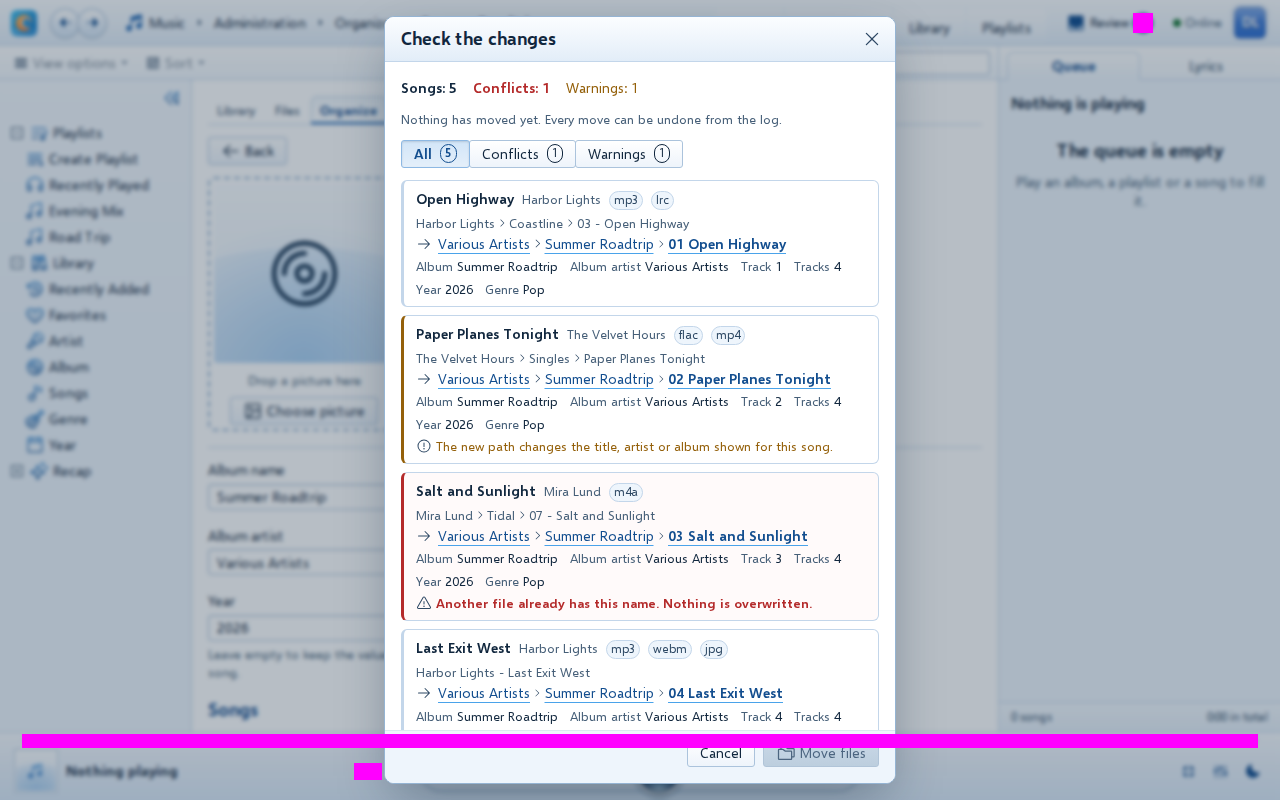 Music
Administration
Library
Playlists
Online
DL
View options
Sort
Queue
Lyrics
Nothing is playing
The queue is empty
Play an album, a playlist or a song to fill it.
Playlists
Create Playlist
Recently Played
Evening Mix
Road Trip
Library
Recently Added
Favorites
Artist
Album
Songs
Genre
Year
Recap
Library
Files
Organize
Back
Drop a picture here
Choose picture
Album name
Summer Roadtrip
Album artist
Various Artists
Year
2026
Leave empty to keep the
song.
Songs
Check the changes
Songs: 5 Conflicts: 1 Warnings: 1
Nothing has moved yet. Every move can be undone from the log.
All 5 Conflicts 1 Warnings 1
Open Highway Harbor Lights mp3 lrc
Harbor Lights > Coastline > 03 - Open Highway
→ Various Artists > Summer Roadtrip > 01 Open Highway
Album Summer Roadtrip Album artist Various Artists Track 1 Tracks 4
Year 2026 Genre Pop
Paper Planes Tonight The Velvet Hours flac mp4
The Velvet Hours > Singles > Paper Planes Tonight
→ Various Artists > Summer Roadtrip > 02 Paper Planes Tonight
Album Summer Roadtrip Album artist Various Artists Track 2 Tracks 4
Year 2026 Genre Pop
The new path changes the title, artist or album shown for this song.
Salt and Sunlight Mira Lund m4a
Mira Lund > Tidal > 07 - Salt and Sunlight
→ Various Artists > Summer Roadtrip > 03 Salt and Sunlight
Album Summer Roadtrip Album artist Various Artists Track 3 Tracks 4
Year 2026 Genre Pop
Another file already has this name. Nothing is overwritten.
Last Exit West Harbor Lights mp3 webm jpg
Harbor Lights - Last Exit West
→ Various Artists > Summer Roadtrip > 04 Last Exit West
Album Summer Roadtrip Album artist Various Artists Track 4 Tracks 4
Cancel Move files
0 songs
in total
Nothing playing